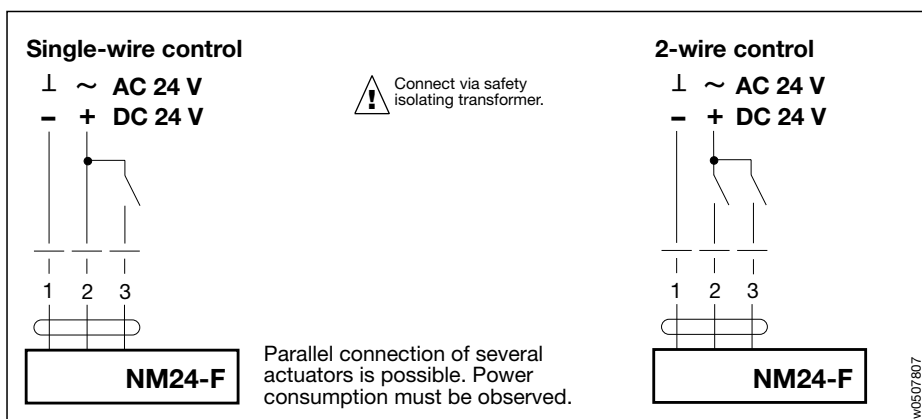 Single-wire control
⊥ ~ AC 24 V
– + DC 24 V
1 2 3
NM24-F
Connect via safety
isolating transformer.
Parallel connection of several
actuators is possible. Power
consumption must be observed.
2-wire control
⊥ ~ AC 24 V
– + DC 24 V
1 2 3
NM24-F
w0507807